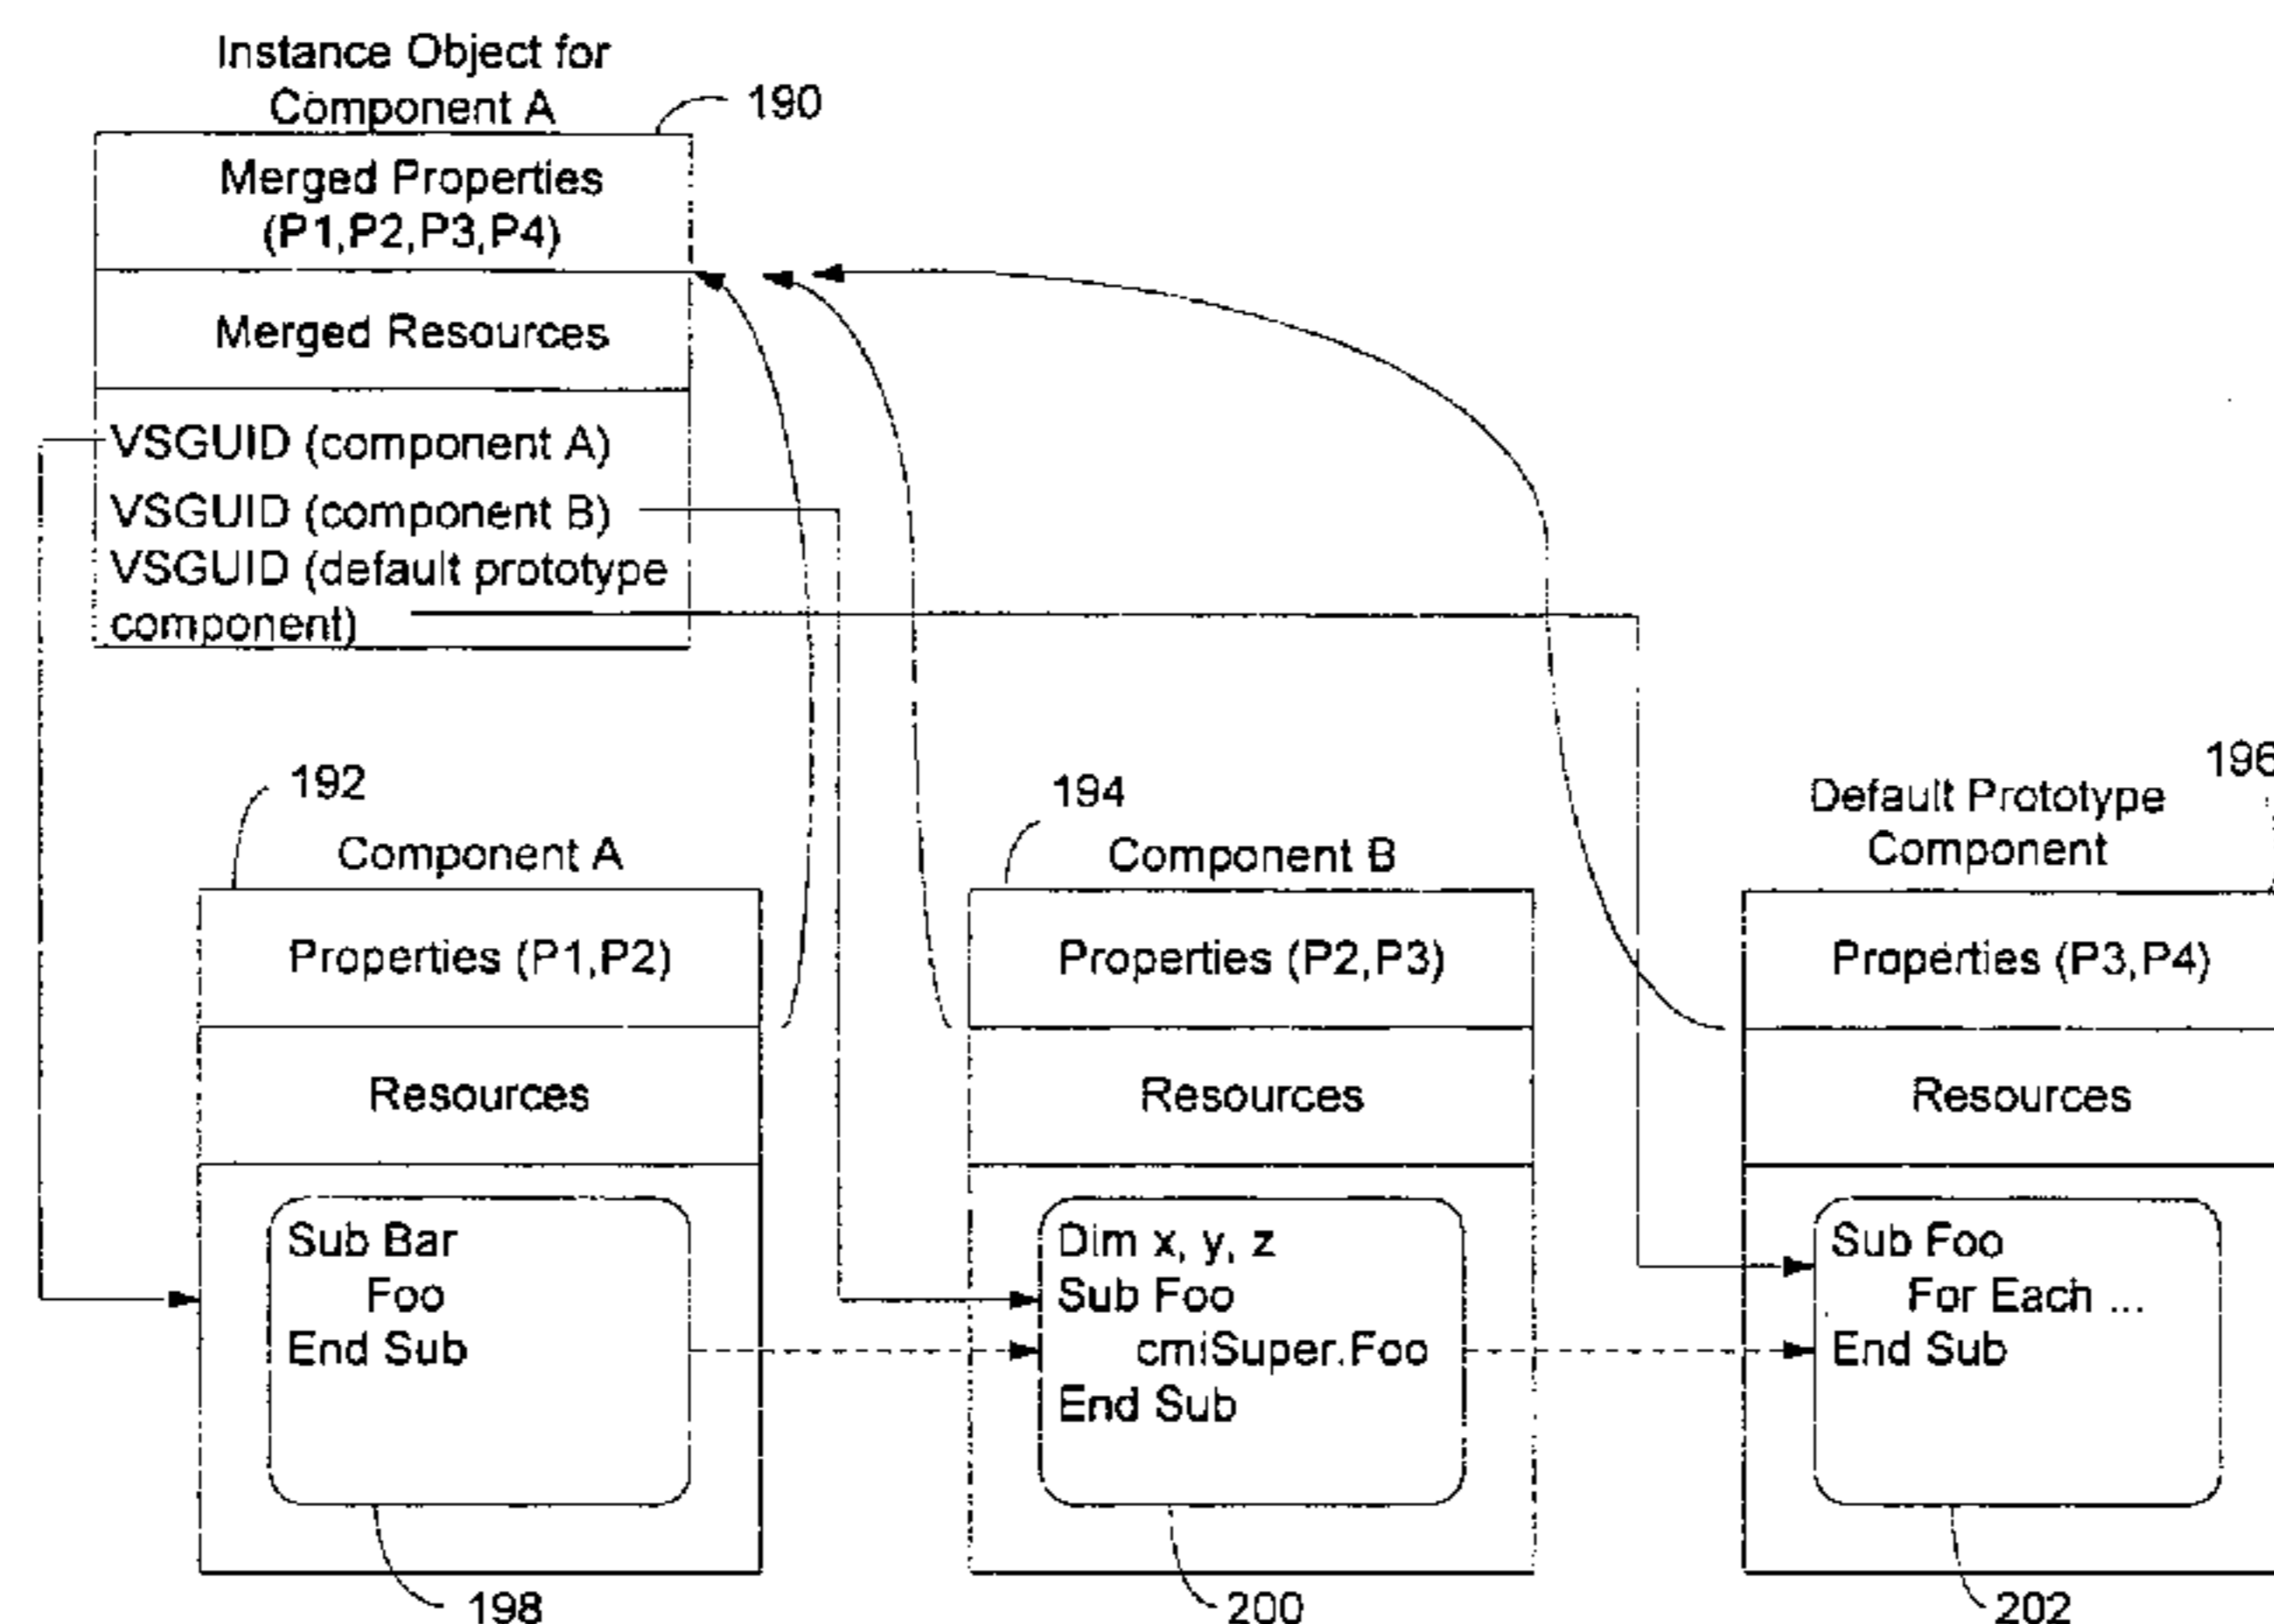 Instance Object for
Component A
190
Merged Properties
(P1,P2,P3,P4)
Merged Resources
VSGUID (component A)
VSGUID (component B)
VSGUID (default prototype
component)
192
Component A
Properties (P1,P2)
Resources
Sub Bar
Foo
End Sub
198
194
Component B
Properties (P2,P3)
Resources
Dim x, y, z
Sub Foo
cmiSuper.Foo
End Sub
200
196
Default Prototype
Component
Properties (P3,P4)
Resources
Sub Foo
For Each ...
End Sub
202